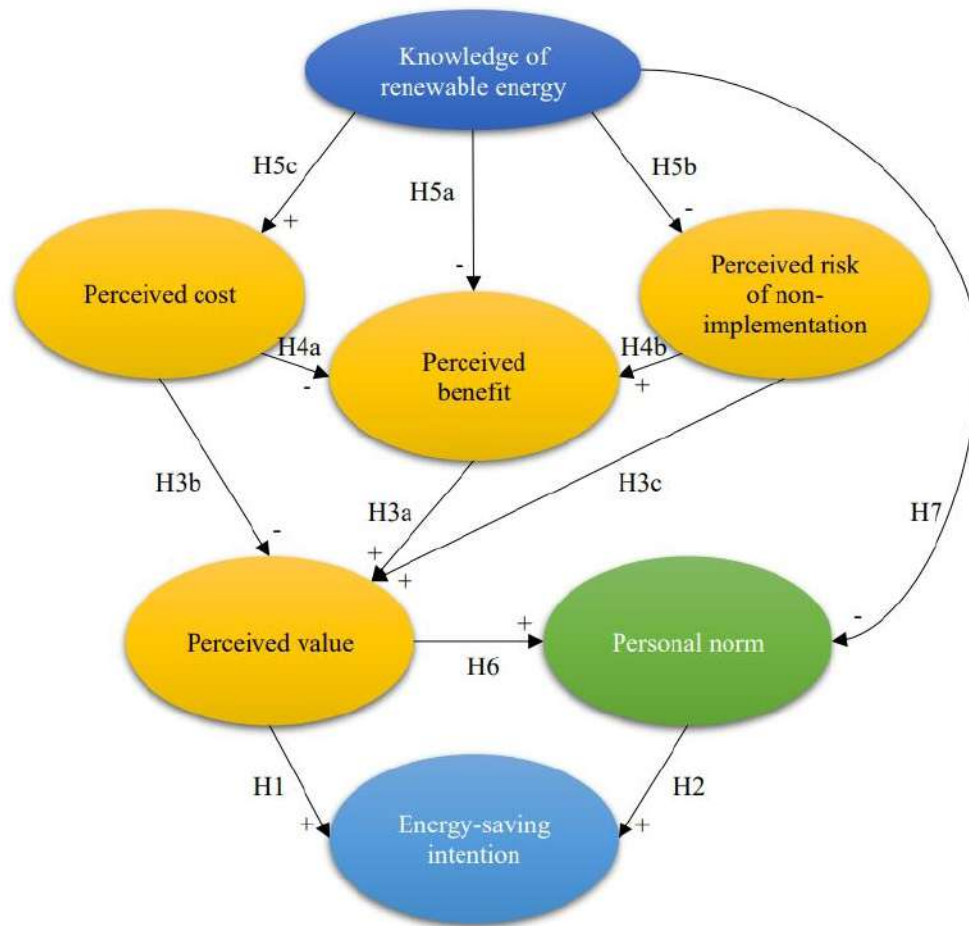 Knowledge of
renewable energy
H5c
H5a
H5b
+
-
-
Perceived cost
Perceived risk
of non-
implementation
H4a
-
Perceived
benefit
H4b
+
H3b
H3a
H3c
H7
-
+
+
Perceived value
+
H6
Personal norm
-
H1
H2
+
+
Energy-saving
intention